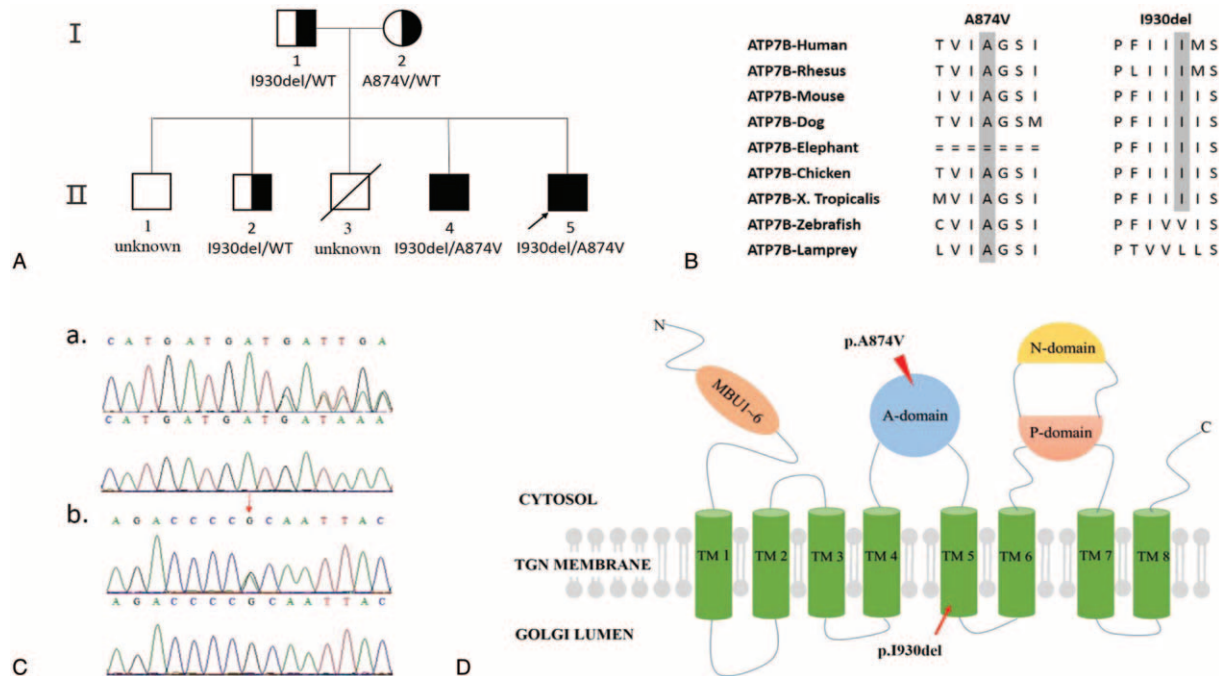 I
1
I930del/WT
2
A874V/WT
II
1
unknown
2
I930del/WT
3
unknown
4
I930del/A874V
5
I930del/A874V
A
A874V I930del
ATP7B-Human T V I A G S I P F I I I M S
ATP7B-Rhesus T V I A G S I P L I I I M S
ATP7B-Mouse I V I A G S I P F I I I I S
ATP7B-Dog T V I A G S M P F I I I I S
ATP7B-Elephant = = = = = = = P F I I I I S
ATP7B-Chicken T V I A G S I P F I I I I S
ATP7B-X. Tropicalis M V I A G S I P F I I I I S
ATP7B-Zebrafish C V I A G S I P F I V V I S
ATP7B-Lamprey L V I A G S I P T V V L L S
B
a.
C A T G A T G A T G A T T G A
C A T G A T G A T G A T A A A
b.
A G A C C C C G C A A T T A C
A G A C C C C G C A A T T A C
C
N
MBU1~6
p.A874V
A-domain
N-domain
P-domain
C
CYTOSOL
TGN MEMBRANE
GOLGI LUMEN
TM 1
TM 2
TM 3
TM 4
TM 5
TM 6
TM 7
TM 8
p.I930del
D